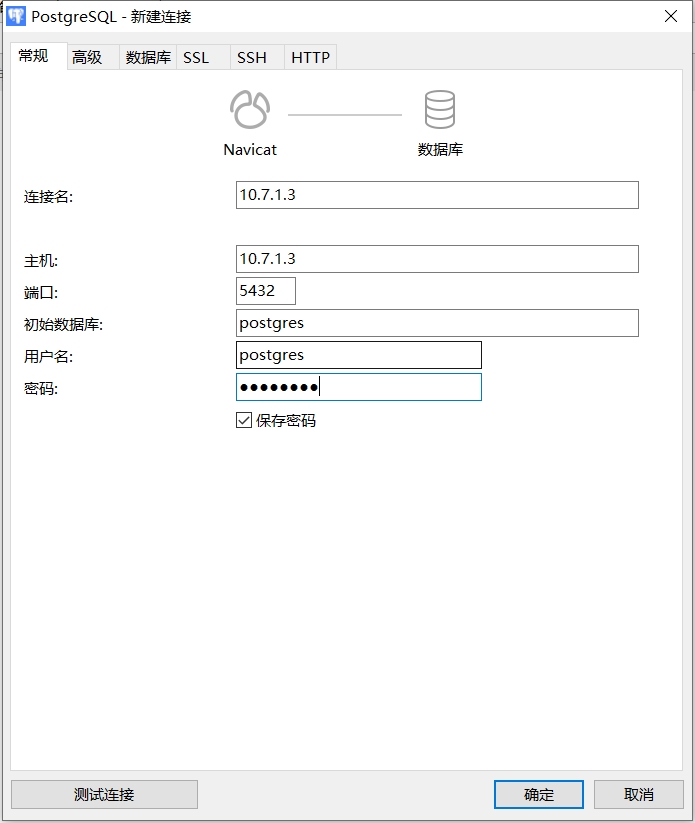 PostgreSQL - 新建连接
常规 高级 数据库 SSL SSH HTTP
Navicat 数据库
连接名: 10.7.1.3
主机: 10.7.1.3
端口: 5432
初始数据库: postgres
用户名: postgres
密码: ●●●●●●●●
保存密码
测试连接 确定 取消